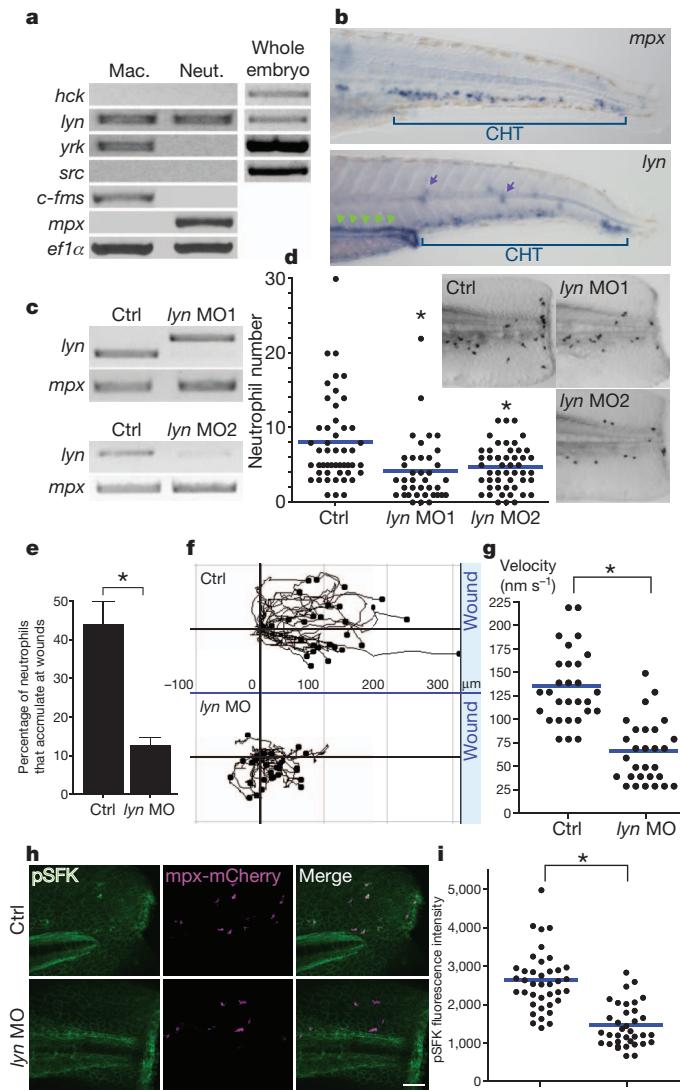 a
Mac. Neut. Whole embryo
hck
lyn
yrk
src
c-fms
mpx
ef1α
b
mpx
CHT
lyn
CHT
c
Ctrl lyn MO1
lyn
mpx
Ctrl lyn MO2
lyn
mpx
d
Neutrophil number
30
20
10
0
Ctrl lyn MO1 lyn MO2
*
*
Ctrl
lyn MO1
lyn MO2
e
*
Percentage of neutrophils
that accumulate at wounds
50
40
30
20
10
0
Ctrl lyn MO
f
Ctrl
Wound
−100 0 100 200 300 μm
lyn MO
Wound
g
Velocity
(nm s−1)
*
225
200
175
150
125
100
75
50
25
0
Ctrl lyn MO
h
pSFK mpx-mCherry Merge
Ctrl
lyn MO
i
*
pSFK fluorescence intensity
5,000
4,000
3,000
2,000
1,000
0